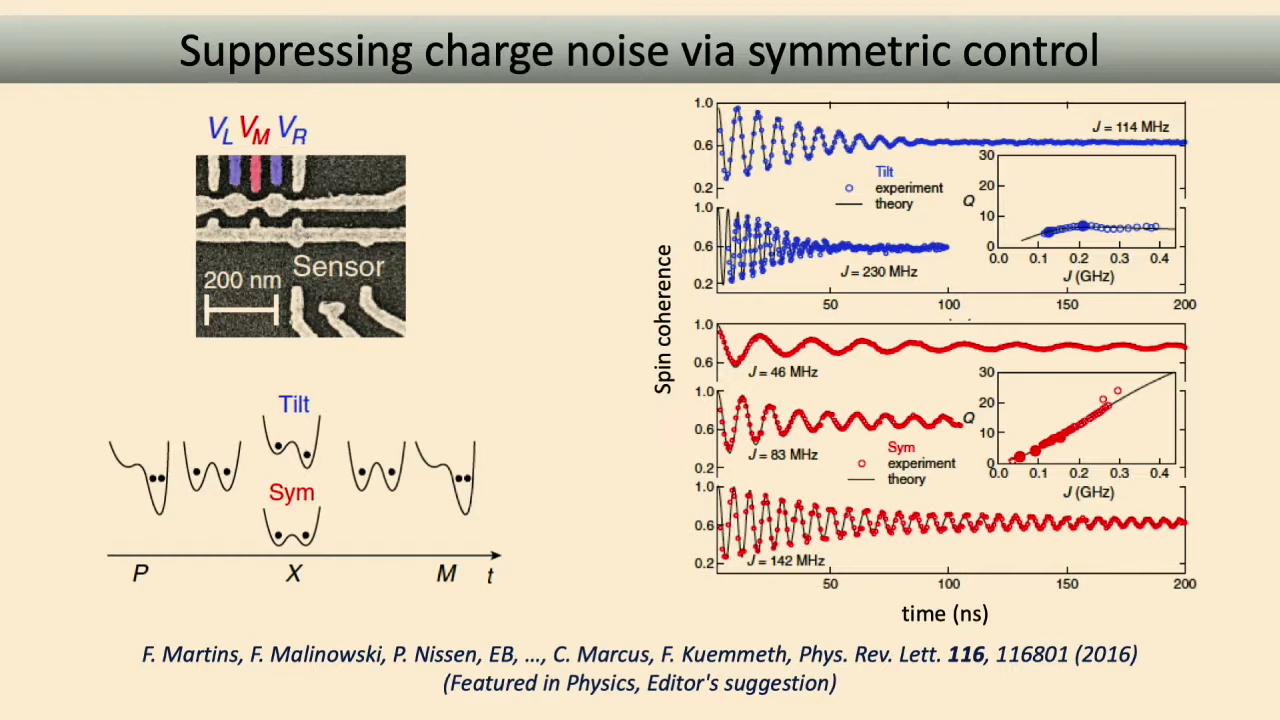 Suppressing charge noise via symmetric control
V_L V_M V_R
200 nm
Sensor
Tilt
Sym
P
X
M
t
Spin coherence
1.0
0.6
0.2
J = 114 MHz
Tilt
experiment
theory
30
20
Q
10
0
0.0 0.1 0.2 0.3 0.4
J (GHz)
1.0
0.6
0.2
J = 230 MHz
50 100 150 200
1.0
0.6
J = 46 MHz
1.0
0.6
0.2
J = 83 MHz
Sym
experiment
theory
30
20
Q
10
0
0.0 0.1 0.2 0.3 0.4
J (GHz)
1.0
0.6
0.2
J = 142 MHz
50 100 150 200
time (ns)
F. Martins, F. Malinowski, P. Nissen, EB, ..., C. Marcus, F. Kuemmeth, Phys. Rev. Lett. 116, 116801 (2016)
(Featured in Physics, Editor's suggestion)